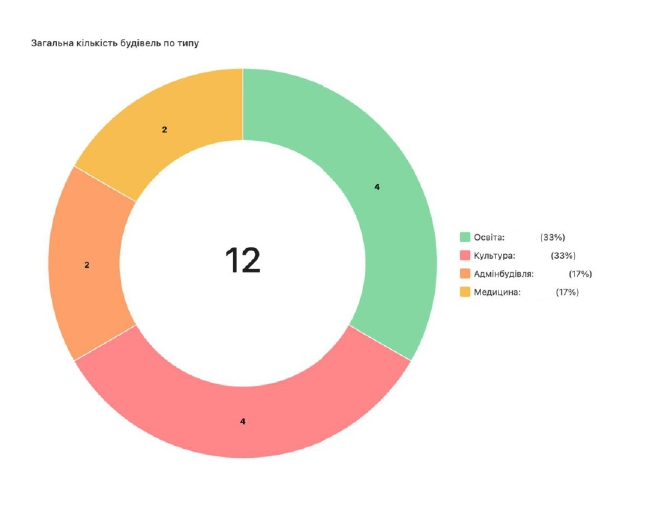 Загальна кількість будівель по типу
2
4
2
12
4
Освіта: (33%)
Культура: (33%)
Адмінбудівля: (17%)
Медицина: (17%)